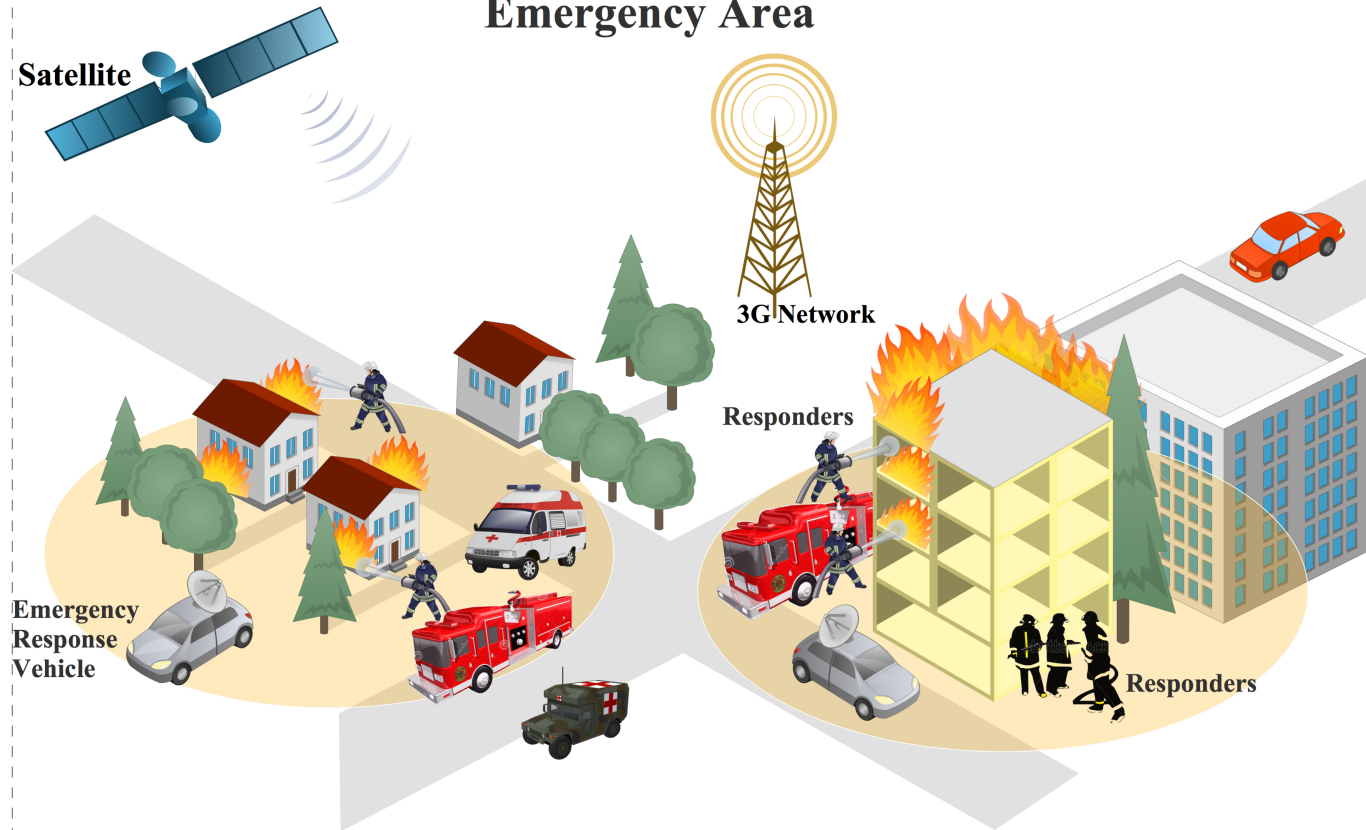 Emergency Area
Satellite
3G Network
Responders
Emergency
Response
Vehicle
Responders